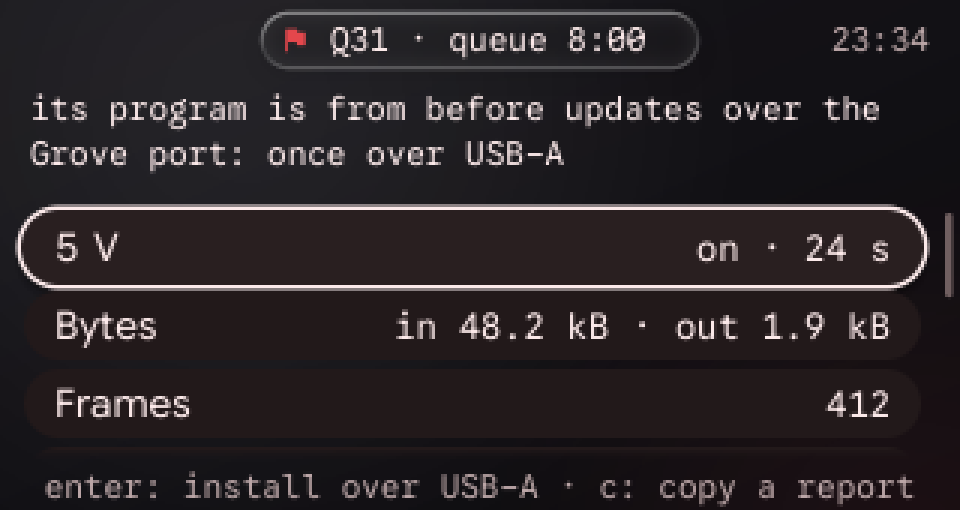 Q31 · queue 8:00
23:34
its program is from before updates over the
Grove port: once over USB-A
5 V on · 24 s
Bytes in 48.2 kB · out 1.9 kB
Frames 412
enter: install over USB-A · c: copy a report